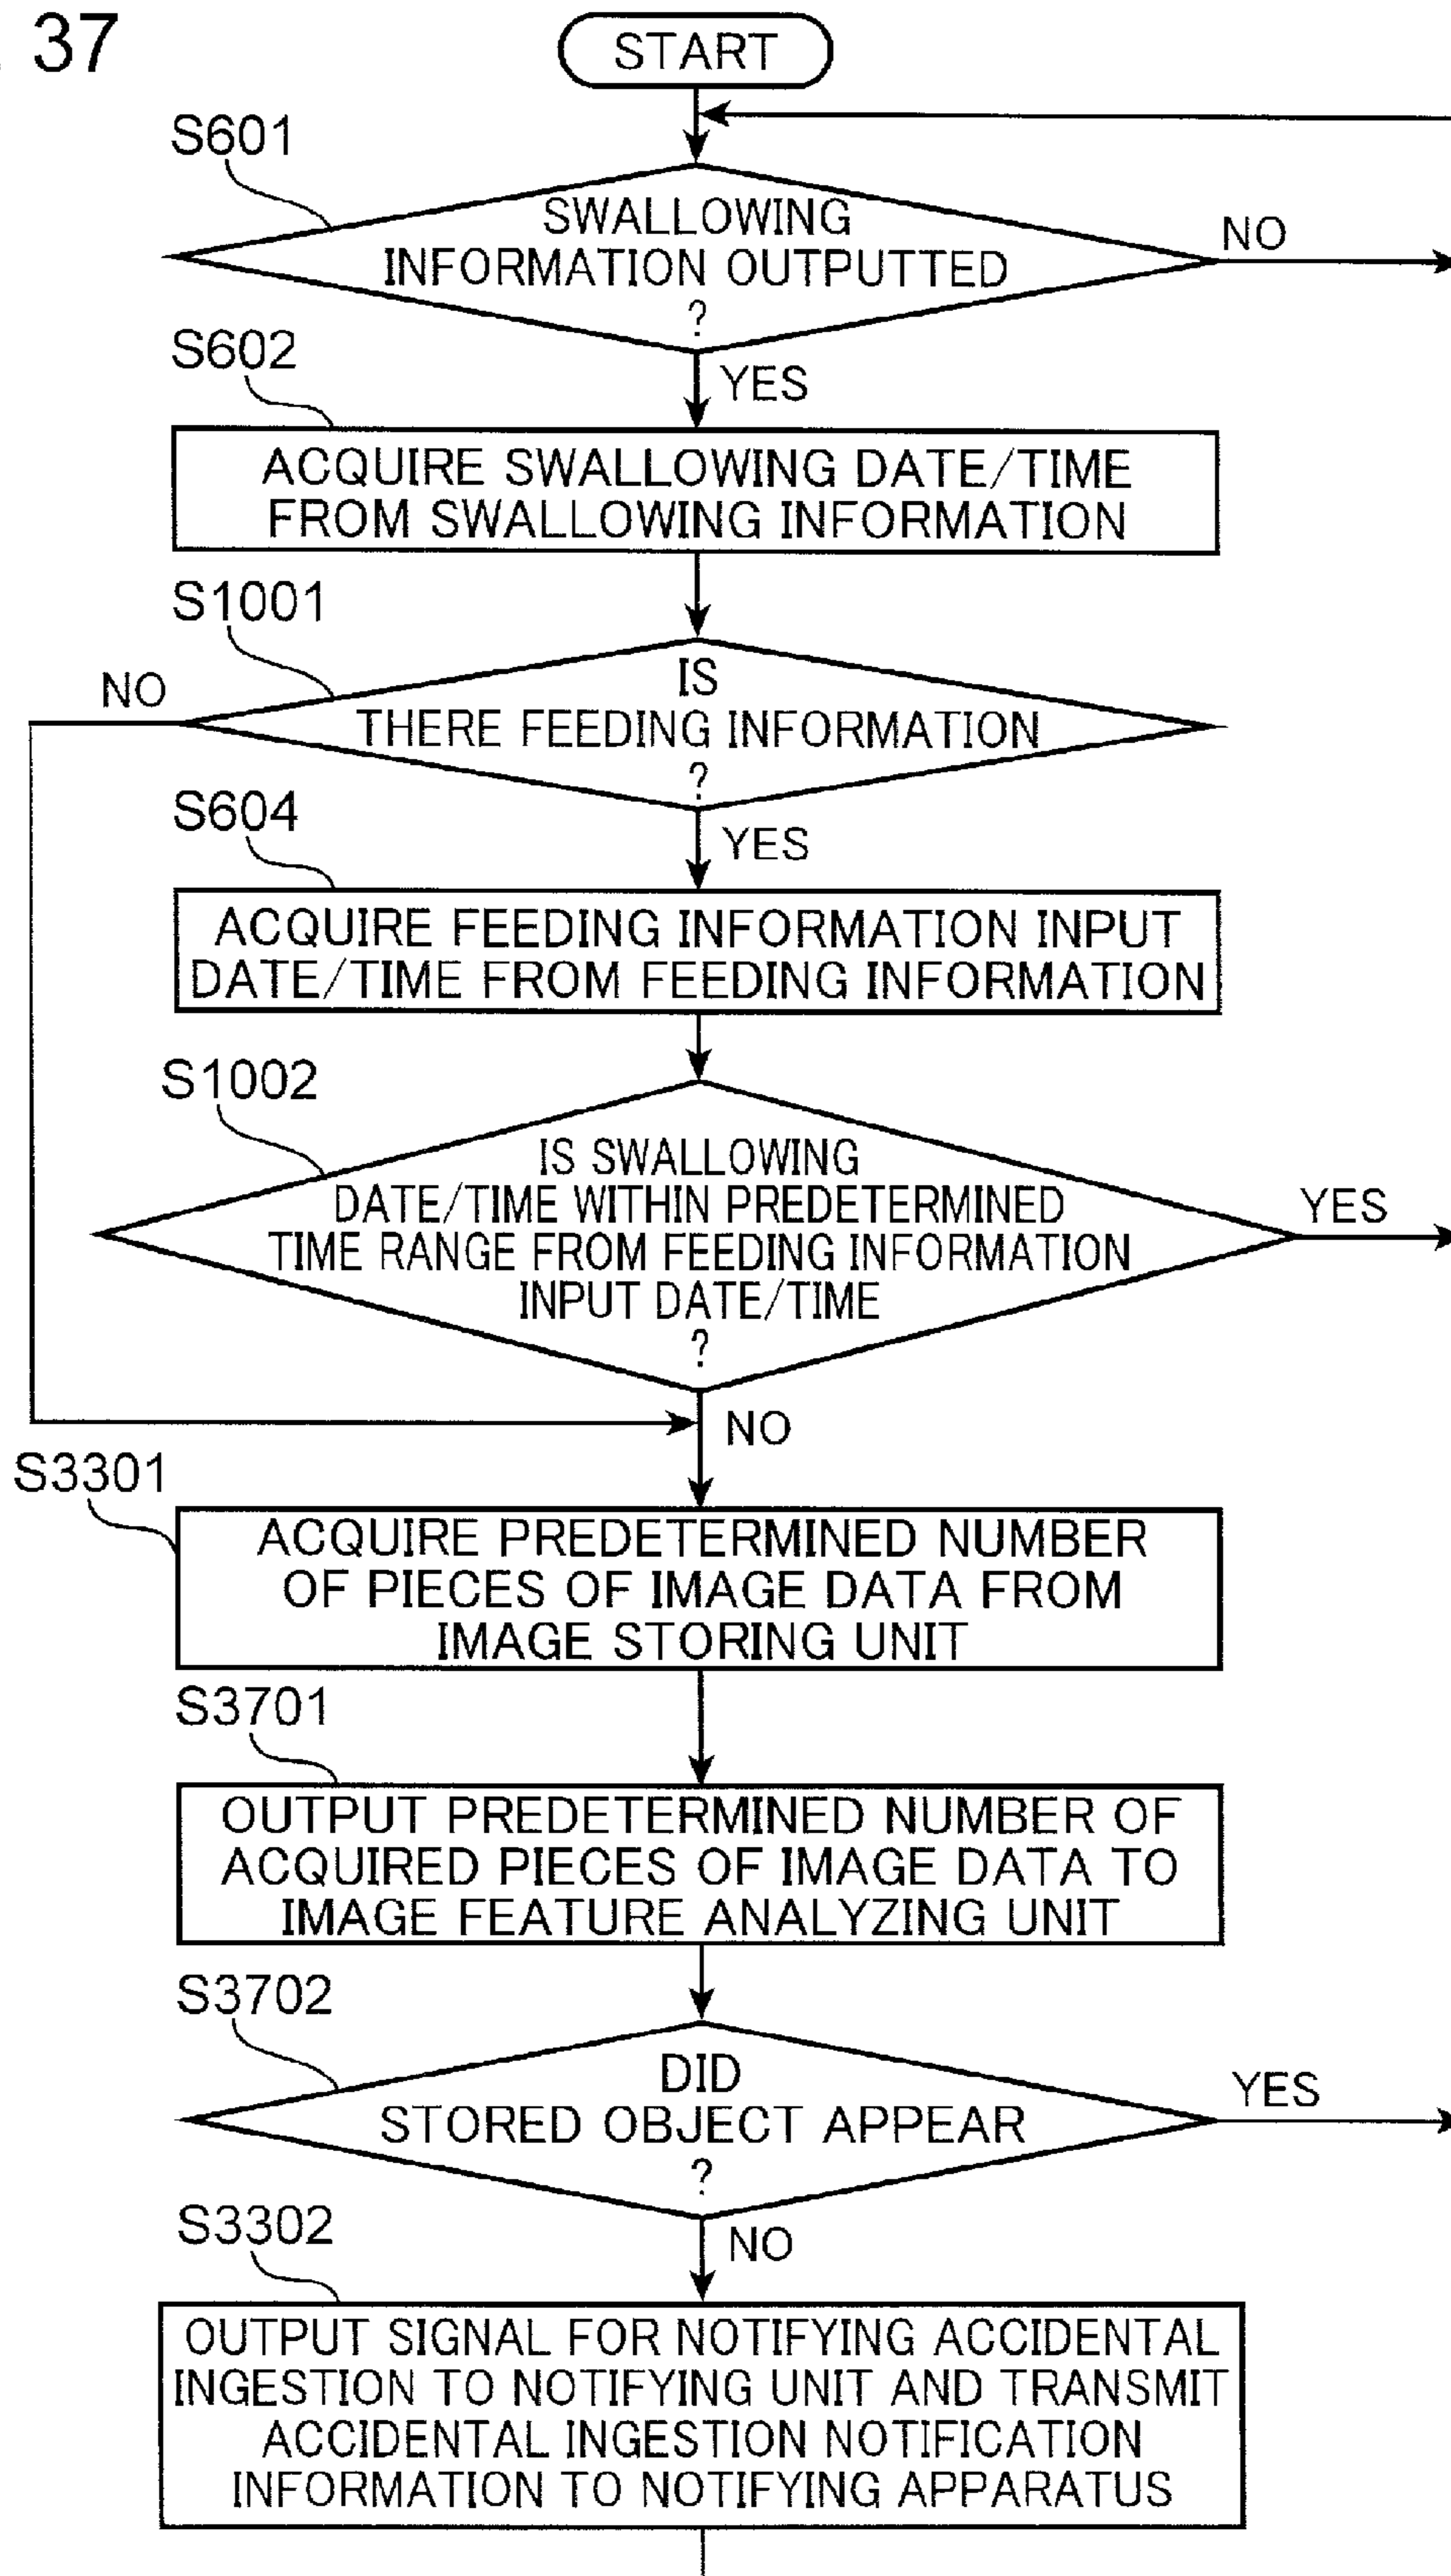 37
START
S601
SWALLOWING
INFORMATION OUTPUTTED
?
NO
YES
S602
ACQUIRE SWALLOWING DATE/TIME
FROM SWALLOWING INFORMATION
S1001
IS
THERE FEEDING INFORMATION
?
NO
YES
S604
ACQUIRE FEEDING INFORMATION INPUT
DATE/TIME FROM FEEDING INFORMATION
S1002
IS SWALLOWING
DATE/TIME WITHIN PREDETERMINED
TIME RANGE FROM FEEDING INFORMATION
INPUT DATE/TIME
?
YES
NO
S3301
ACQUIRE PREDETERMINED NUMBER
OF PIECES OF IMAGE DATA FROM
IMAGE STORING UNIT
S3701
OUTPUT PREDETERMINED NUMBER OF
ACQUIRED PIECES OF IMAGE DATA TO
IMAGE FEATURE ANALYZING UNIT
S3702
DID
STORED OBJECT APPEAR
?
YES
NO
S3302
OUTPUT SIGNAL FOR NOTIFYING ACCIDENTAL
INGESTION TO NOTIFYING UNIT AND TRANSMIT
ACCIDENTAL INGESTION NOTIFICATION
INFORMATION TO NOTIFYING APPARATUS